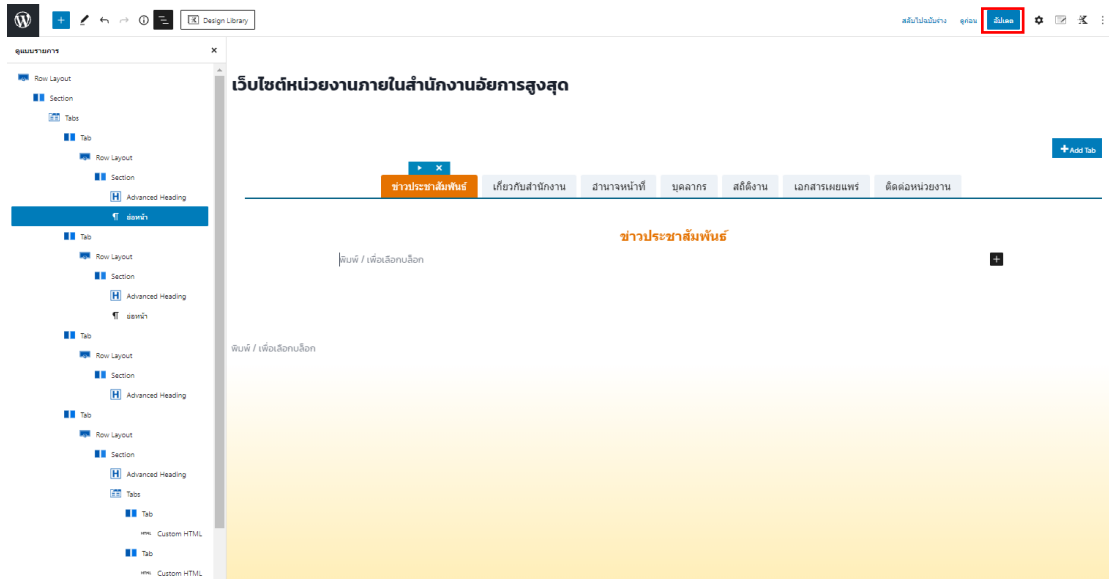 Design Library
สลับไปฉบับร่าง
ดูก่อน
อัปเดต
ดูแบบรายการ
Row Layout
Section
Tabs
Tab
Row Layout
Section
Advanced Heading
ย่อหน้า
Tab
Row Layout
Section
Advanced Heading
ย่อหน้า
Tab
Row Layout
Section
Advanced Heading
Tab
Row Layout
Section
Advanced Heading
Tabs
Tab
HTML Custom HTML
Tab
HTML Custom HTML
เว็บไซต์หน่วยงานภายในสำนักงานอัยการสูงสุด
Add Tab
ข่าวประชาสัมพันธ์ เกี่ยวกับสำนักงาน อำนาจหน้าที่ บุคลากร สถิติงาน เอกสารเผยแพร่ ติดต่อหน่วยงาน
ข่าวประชาสัมพันธ์
พิมพ์ / เพื่อเลือกบล็อก
พิมพ์ / เพื่อเลือกบล็อก